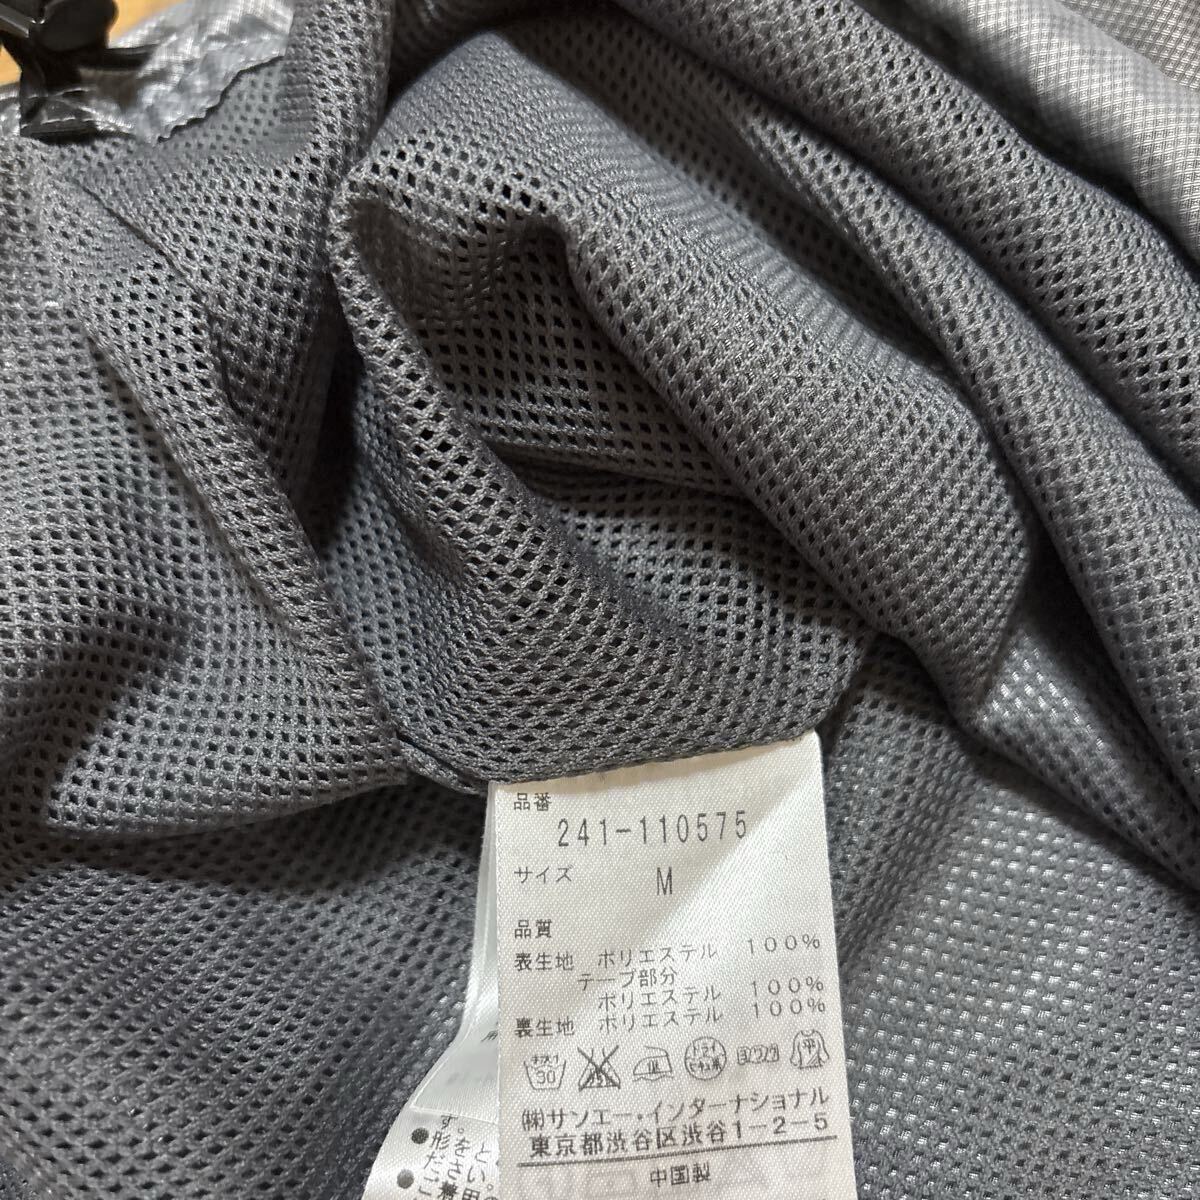 品番
241-110575
サイズ M
品質
表生地 ポリエステル 100%
テープ部分
ポリエステル 100%
裏生地 ポリエステル 100%
30
㈱サンエー・インターナショナル
東京都渋谷区渋谷1-2-5
中国製